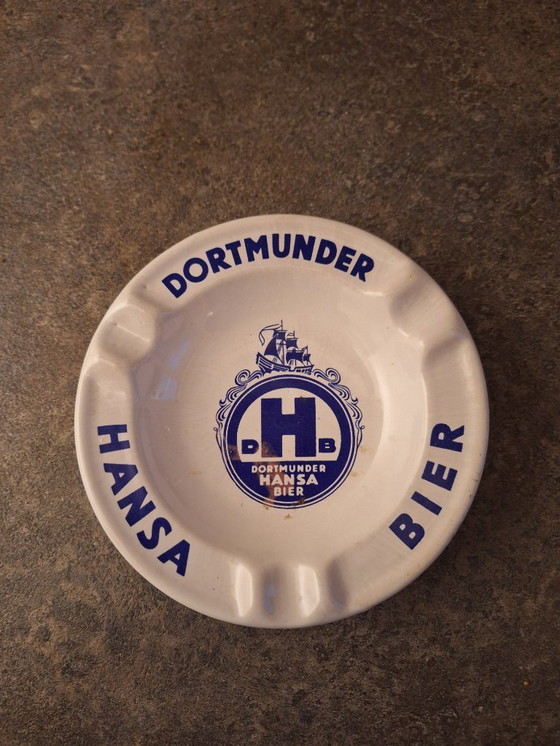 DORTMUNDER
HANSA
BIER
H
D B
DORTMUNDER
HANSA
BIER